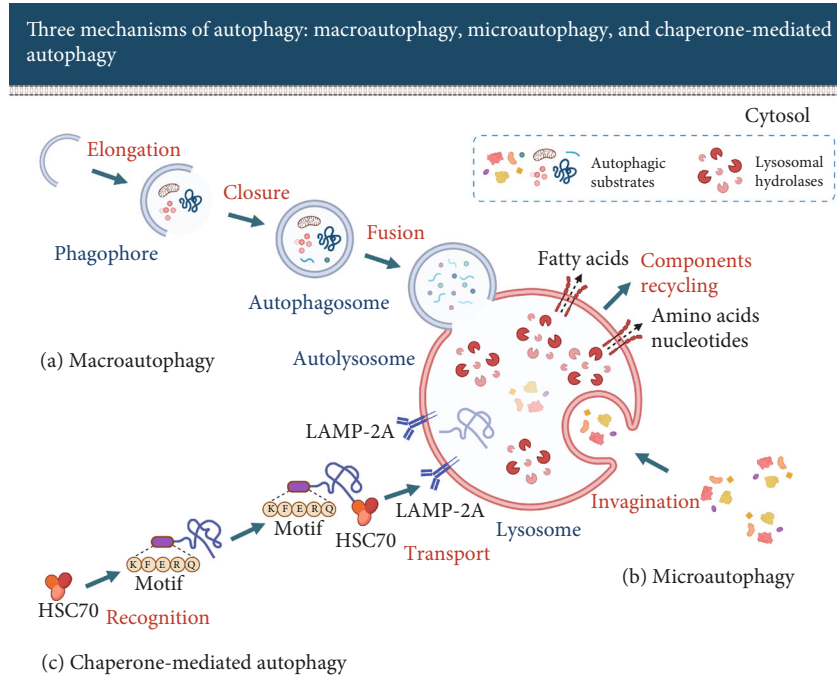 Three mechanisms of autophagy: macroautophagy, microautophagy, and chaperone-mediated
autophagy
Cytosol
Autophagic
substrates
Lysosomal
hydrolases
Elongation
Phagophore
Closure
Autophagosome
Fusion
Autolysosome
(a) Macroautophagy
Fatty acids
Components
recycling
Amino acids
nucleotides
LAMP-2A
LAMP-2A
Lysosome
Invagination
(b) Microautophagy
K F E R Q
Motif
HSC70
Transport
K F E R Q
Motif
HSC70
Recognition
(c) Chaperone-mediated autophagy